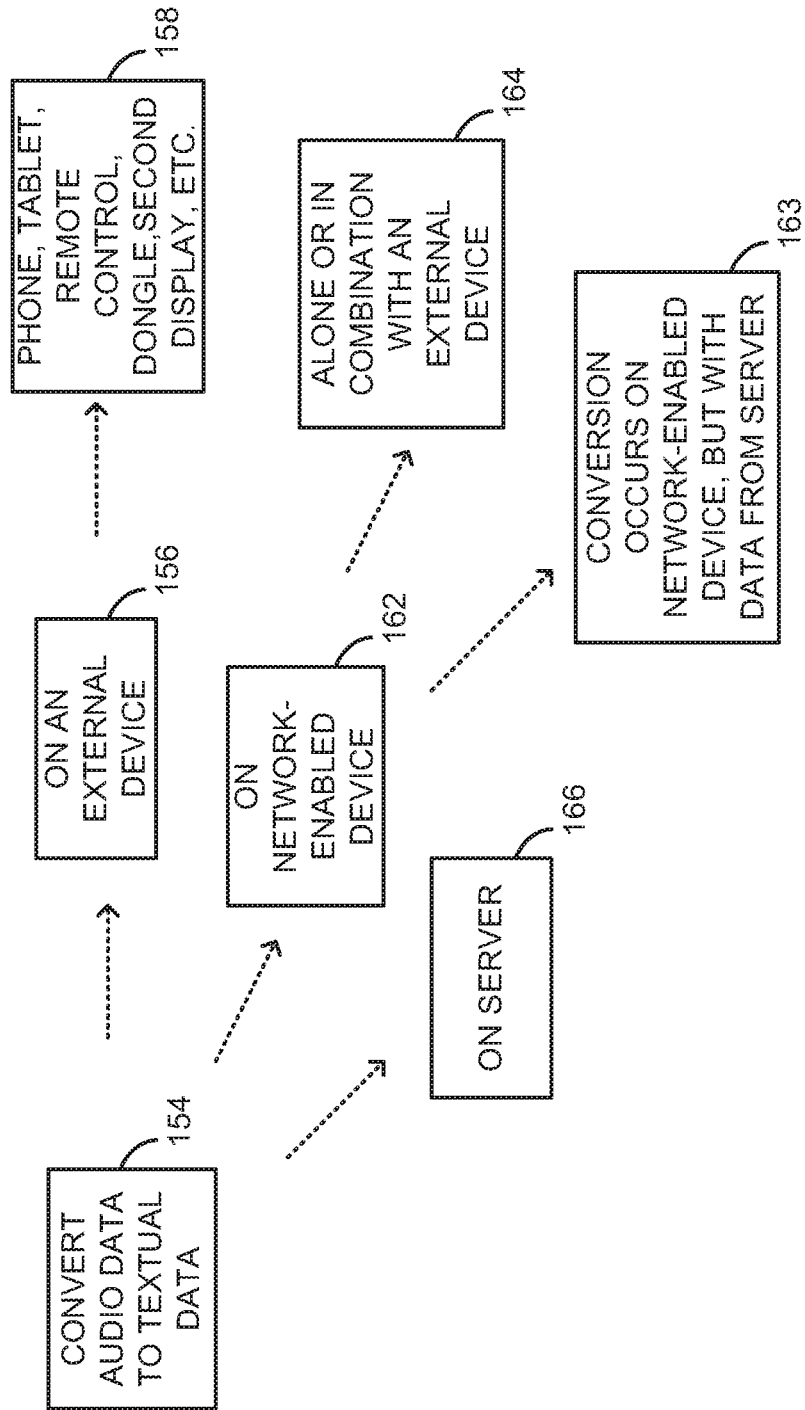 CONVERT
AUDIO DATA
TO TEXTUAL
DATA
154
ON AN
EXTERNAL
DEVICE
156
PHONE, TABLET,
REMOTE
CONTROL,
DONGLE,SECOND
DISPLAY, ETC.
158
ON
NETWORK-
ENABLED
DEVICE
162
ALONE OR IN
COMBINATION
WITH AN
EXTERNAL
DEVICE
164
ON SERVER
166
CONVERSION
OCCURS ON
NETWORK-ENABLED
DEVICE, BUT WITH
DATA FROM SERVER
163